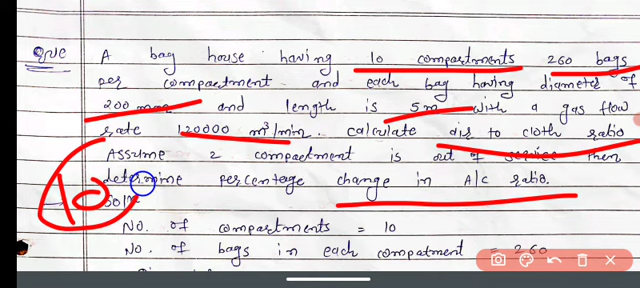 Que A bag house having 10 compartments 260 bags
per compartment and each bag having diameter of
200 mm and length is 5m with a gas flow
rate 120000 m³/min. calculate air to cloth ratio
Assume 2 compartment is out of service then
determine percentage change in A/C ratio.
10
Solⁿ
No. of compartments = 10
No. of bags in each compatment = 260